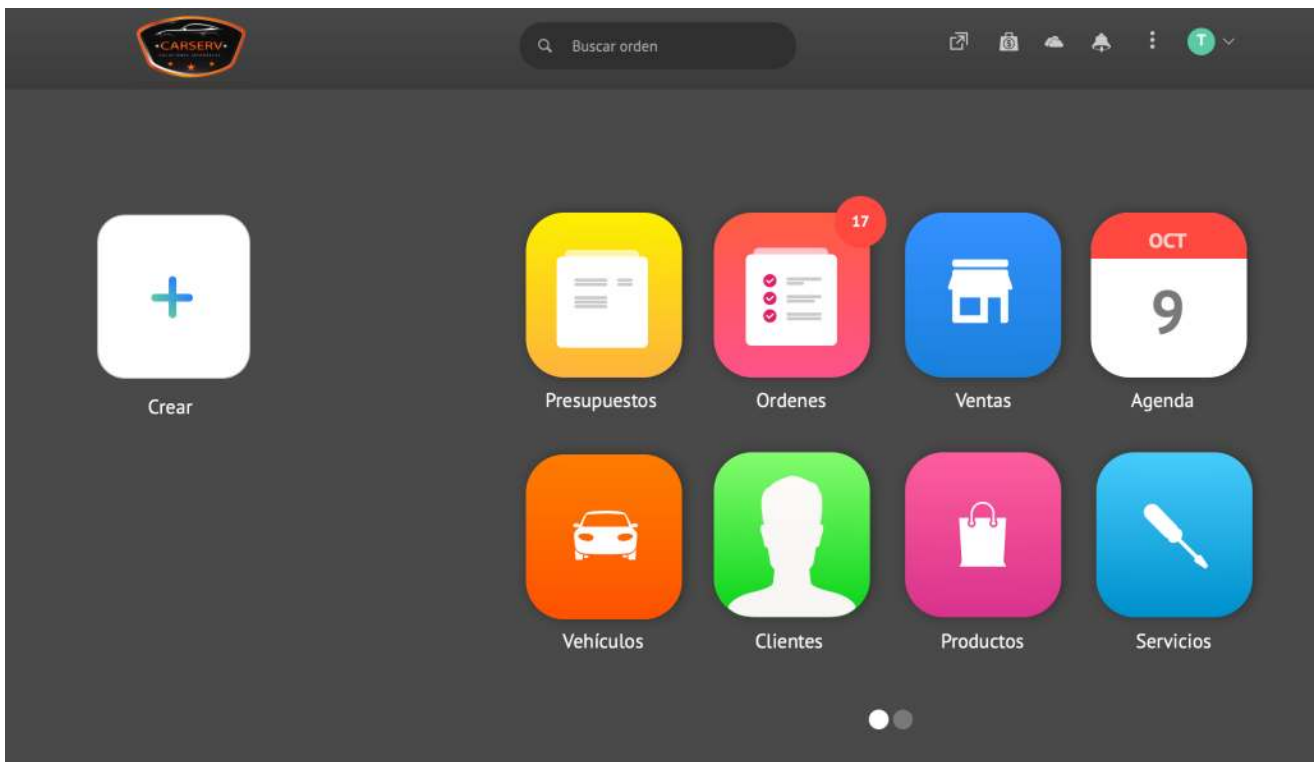 •CARSERV•
Buscar orden
T
17
OCT
9
Crear
Presupuestos
Ordenes
Ventas
Agenda
Vehículos
Clientes
Productos
Servicios